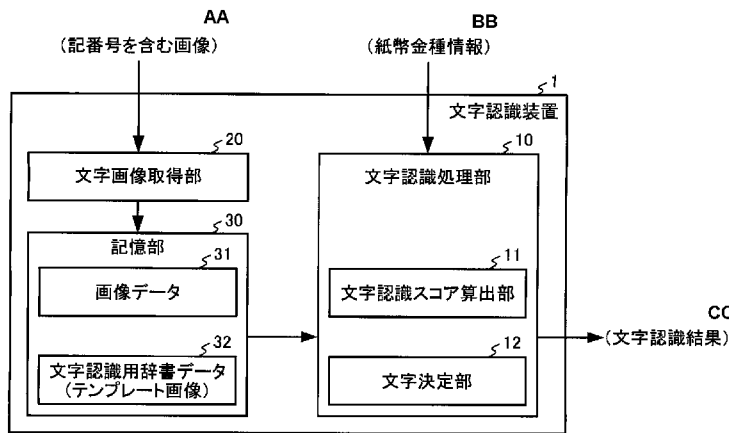 AA
(記番号を含む画像)
BB
(紙幣金種情報)
1
文字認識装置
20
文字画像取得部
10
文字認識処理部
30
記憶部
31
画像データ
11
文字認識スコア算出部
CC
(文字認識結果)
32
文字認識用辞書データ
(テンプレート画像)
12
文字決定部